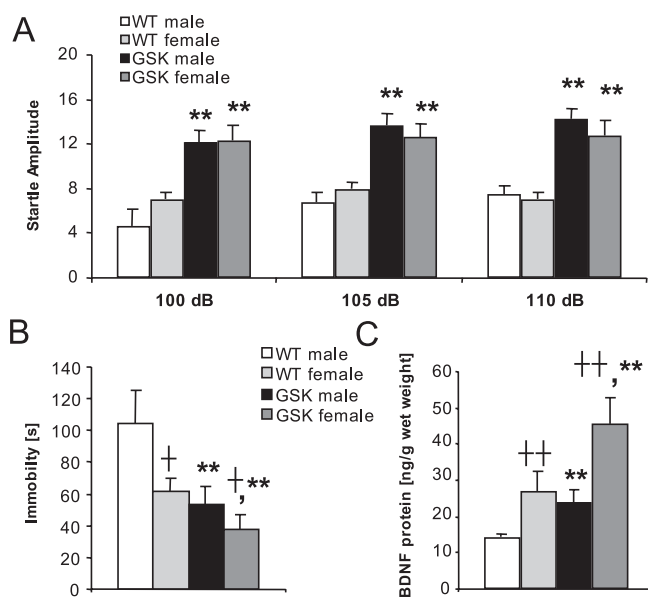 A
WT male
WT female
GSK male
GSK female
Startle Amplitude
20
16
12
8
4
0
** **
** **
** **
100 dB 105 dB 110 dB
B
WT male
WT female
GSK male
GSK female
Immobilty [s]
140
120
100
80
60
40
20
0
†
**
†,**
C
BDNF protein [ng/g wet weight]
60
50
40
30
20
10
0
††
**
††,**